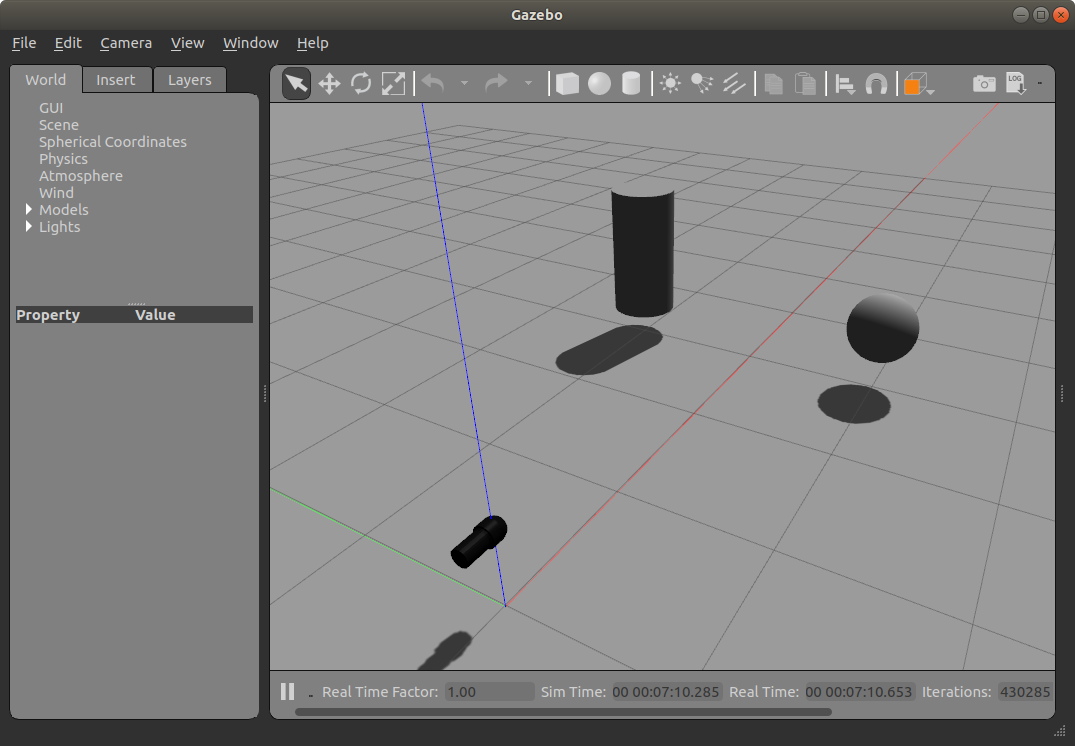 Gazebo
File Edit Camera View Window Help
World Insert Layers
LOG
GUI
Scene
Spherical Coordinates
Physics
Atmosphere
Wind
Models
Lights
Property Value
Real Time Factor: 1.00 Sim Time: 00 00:07:10.285 Real Time: 00 00:07:10.653 Iterations: 430285